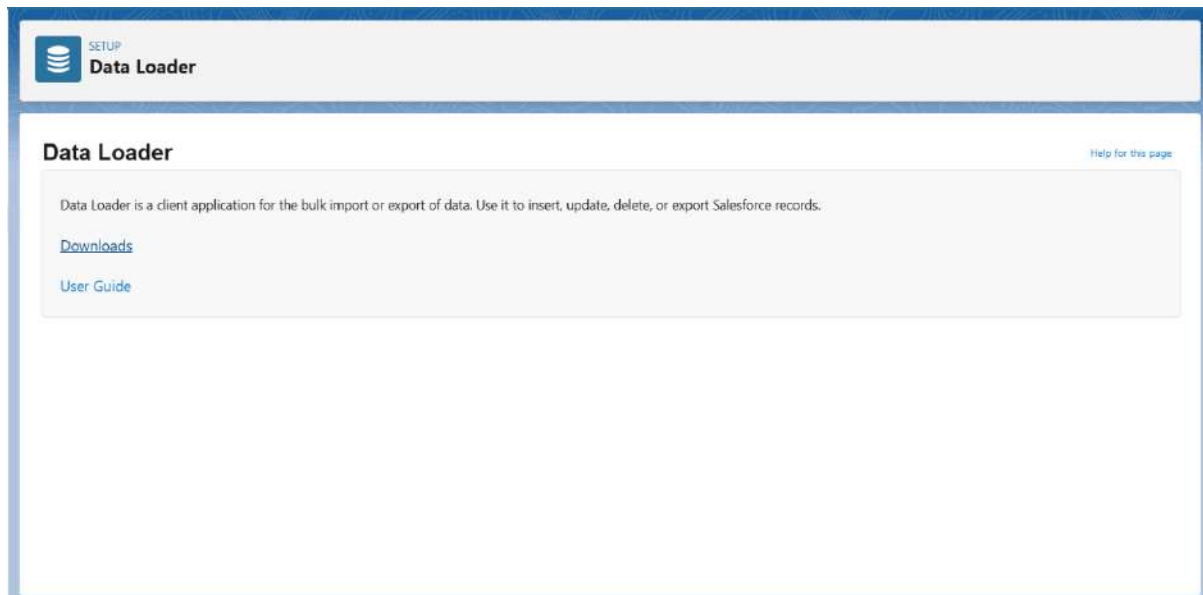 SETUP
Data Loader
Data Loader
Help for this page
Data Loader is a client application for the bulk import or export of data. Use it to insert, update, delete, or export Salesforce records.
Downloads
User Guide